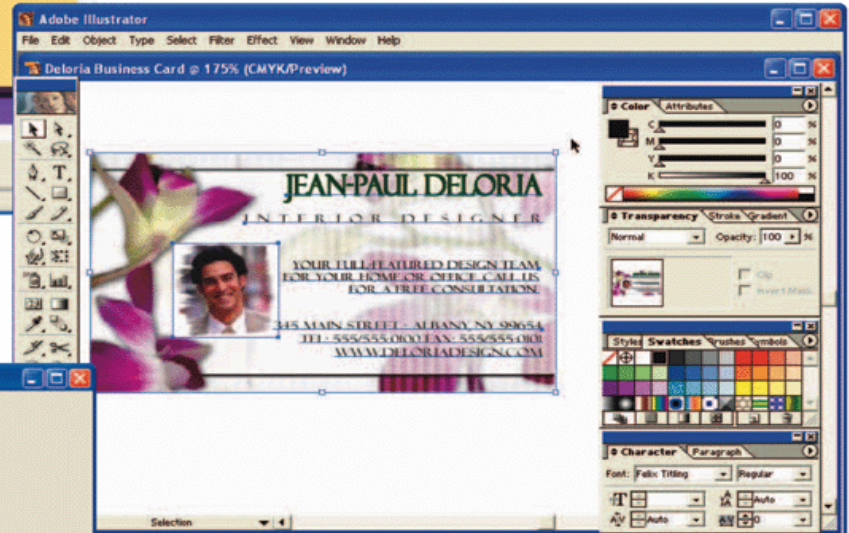 Adobe Illustrator
File Edit Object Type Select Filter Effect View Window Help
Deloria Business Card @ 175% (CMYK/Preview)
Color Attributes
C 0 %
M 0 %
Y 0 %
K 100 %
JEAN-PAUL DELORIA
INTERIOR DESIGNER
YOUR FULL-FEATURED DESIGN TEAM,
FOR YOUR HOME OR OFFICE. CALL US
FOR A FREE CONSULTATION.
345 MAIN STREET - ALBANY, NY 99654
TEL: 555/555-0100 FAX: 555/555-0101
WWW.DELORIADESIGN.COM
Transparency Stroke Gradient
Normal Opacity: 100 %
Clip
Invert Mask
Styles Swatches Brushes Symbols
Character Paragraph
Font: Felix Titling Regular
Auto
Auto 0
Selection